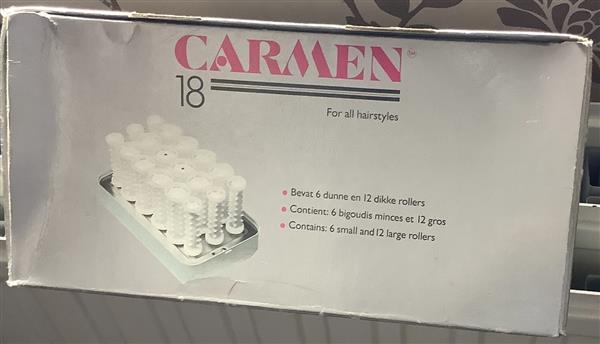 CARMEN
18
For all hairstyles
• Bevat 6 dunne en 12 dikke rollers
• Contient: 6 bigoudis minces et 12 gros
• Contains: 6 small and 12 large rollers